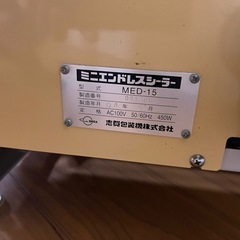 ミニエンドレスシーラー
型式 MED-15
製造番号
製造年月 年 月
定格 AC100V 50/60Hz 450W
志賀包装機株式会社